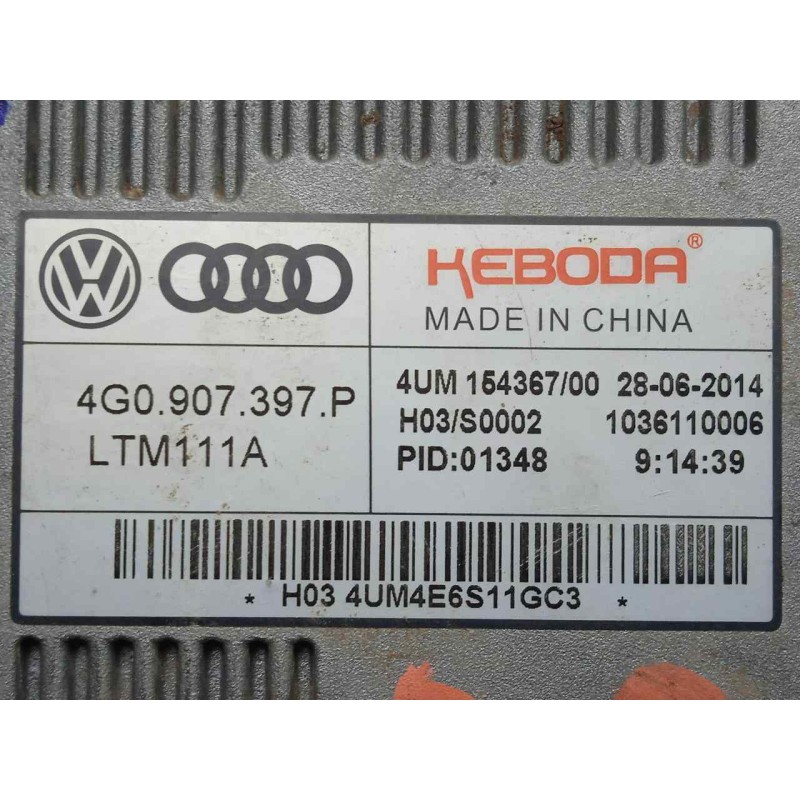 VW
KEBODA®
MADE IN CHINA
4G0.907.397.P
LTM111A
4UM 154367/00 28-06-2014
H03/S0002 1036110006
PID:01348 9:14:39
* H03 4UM4E6S11GC3 *